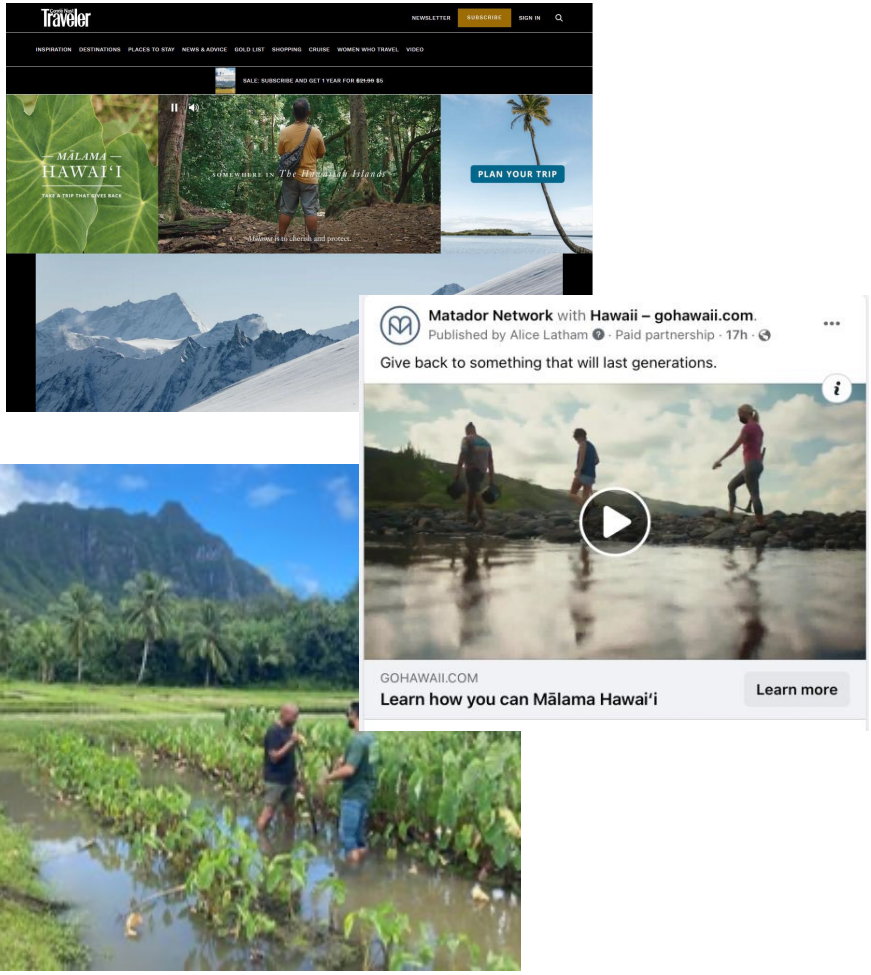 Condé Nast
Traveler
NEWSLETTER SUBSCRIBE SIGN IN
INSPIRATION DESTINATIONS PLACES TO STAY NEWS & ADVICE GOLD LIST SHOPPING CRUISE WOMEN WHO TRAVEL VIDEO
SALE: SUBSCRIBE AND GET 1 YEAR FOR $21.99 $5
MĀLAMA
HAWAIʻI
TAKE A TRIP THAT GIVES BACK
SOMEWHERE IN The Hawaiian Islands
Mālama is to cherish and protect.
PLAN YOUR TRIP
Matador Network with Hawaii – gohawaii.com.
Published by Alice Latham · Paid partnership · 17h ·
Give back to something that will last generations.
GOHAWAII.COM
Learn how you can Mālama Hawaiʻi
Learn more